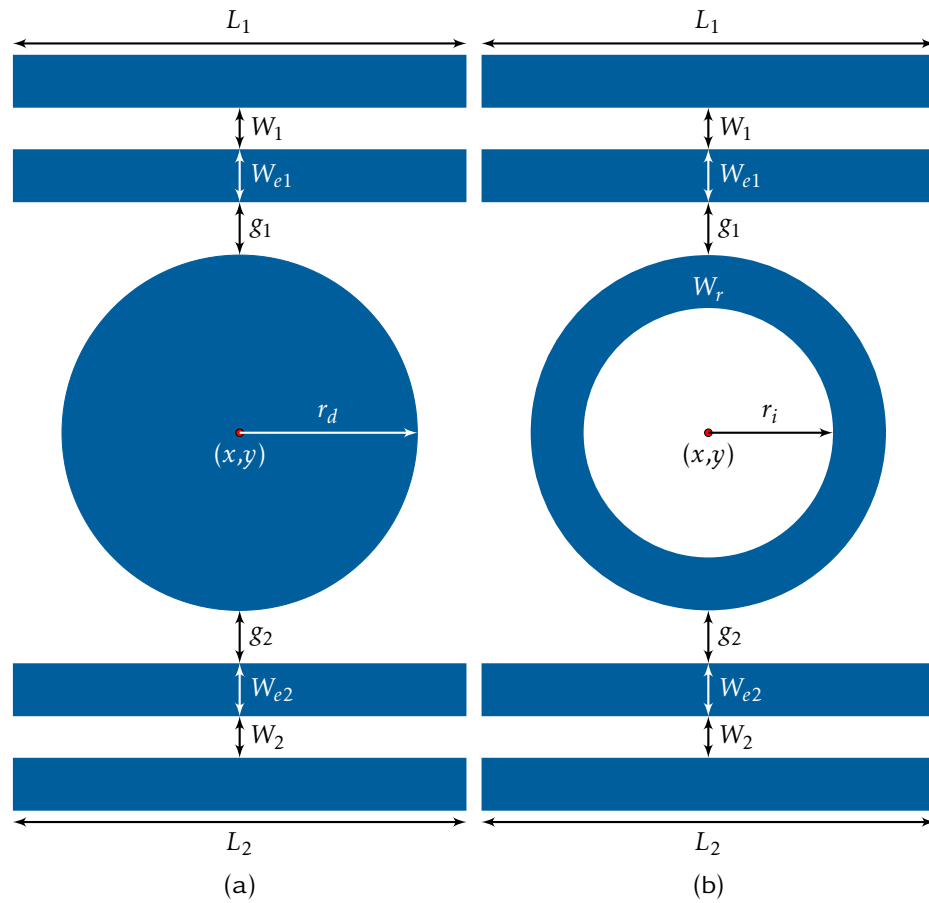 L1 L1
W1 W1
We1 We1
g1 g1
Wr
rd ri
(x,y) (x,y)
g2 g2
We2 We2
W2 W2
L2 L2
(a) (b)